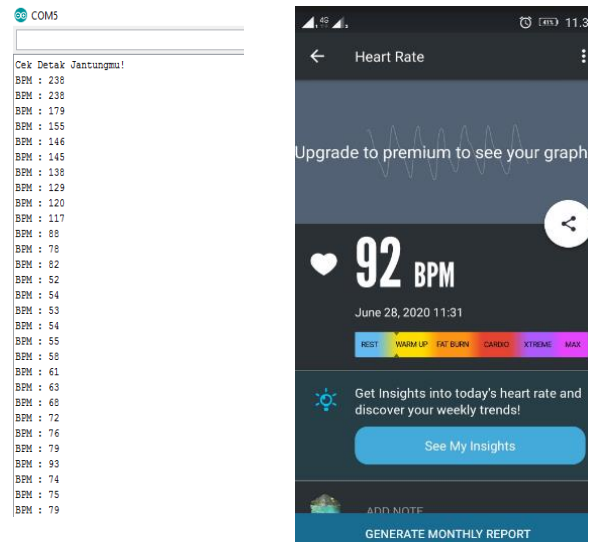 COM5
Cek Detak Jantungmu!
BPM : 238
BPM : 238
BPM : 179
BPM : 155
BPM : 146
BPM : 145
BPM : 138
BPM : 129
BPM : 120
BPM : 117
BPM : 88
BPM : 78
BPM : 82
BPM : 52
BPM : 54
BPM : 53
BPM : 54
BPM : 55
BPM : 58
BPM : 61
BPM : 63
BPM : 68
BPM : 72
BPM : 76
BPM : 79
BPM : 93
BPM : 74
BPM : 75
BPM : 79
4G 41% 11.3
Heart Rate
Upgrade to premium to see your graph
92 BPM
June 28, 2020 11:31
REST WARM UP FAT BURN CARDIO XTREME MAX
Get Insights into today's heart rate and
discover your weekly trends!
See My Insights
ADD NOTE
GENERATE MONTHLY REPORT